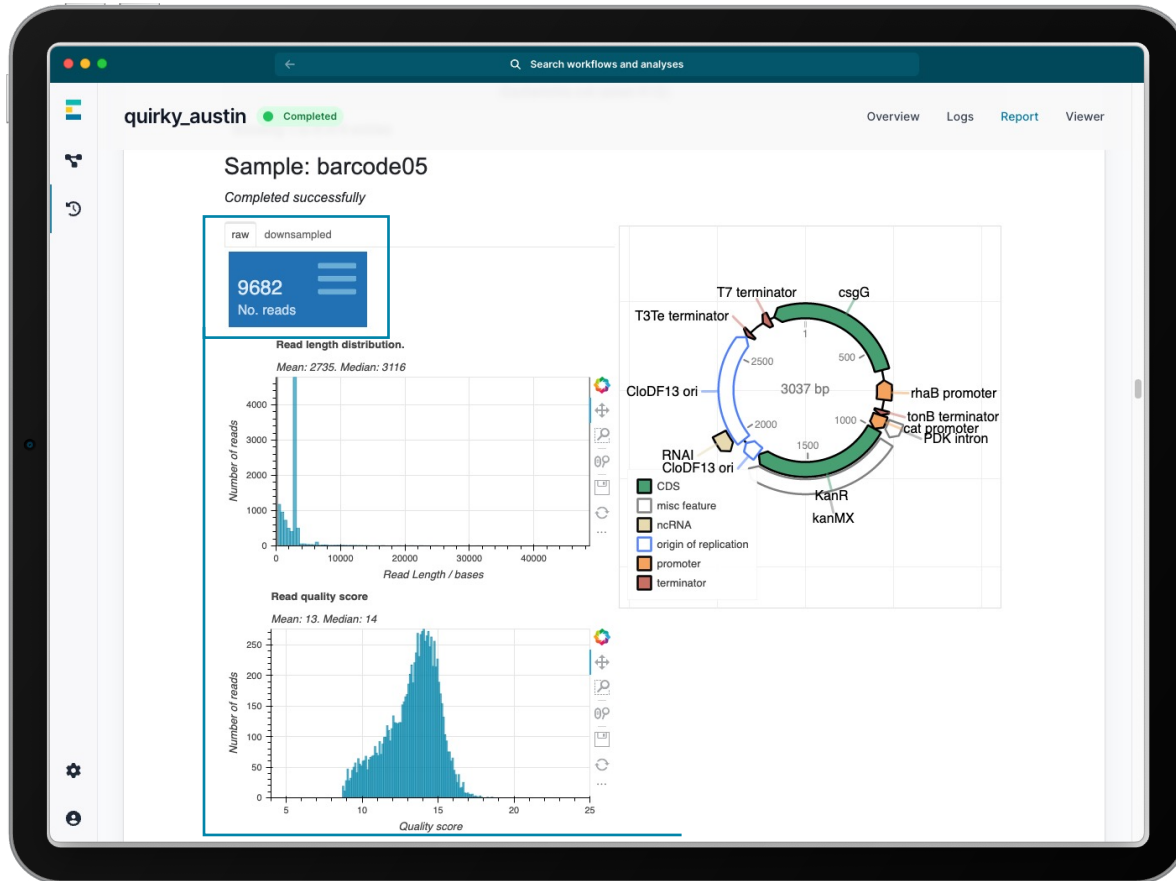 Search workflows and analyses
quirky_austin Completed
Overview Logs Report Viewer
Sample: barcode05
Completed successfully
raw downsampled
9682
No. reads
Read length distribution.
Mean: 2735. Median: 3116
Number of reads
4000
3000
2000
1000
0
0 10000 20000 30000 40000
Read Length / bases
Read quality score
Mean: 13. Median: 14
Number of reads
250
200
150
100
50
0
5 10 15 20 25
Quality score
T7 terminator
csgG
T3Te terminator
1
500
2500
CloDF13 ori
3037 bp
rhaB promoter
tonB terminator
cat promoter
PDK intron
1000
2000
1500
RNAI
CloDF13 ori
KanR
kanMX
CDS
misc feature
ncRNA
origin of replication
promoter
terminator